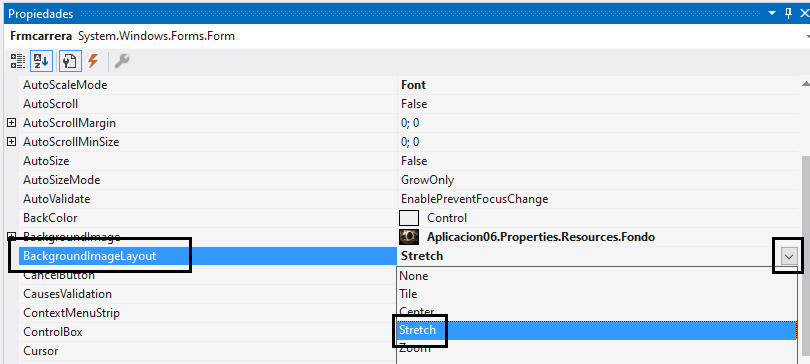 Propiedades
Frmcarrera System.Windows.Forms.Form
AutoScaleMode Font
AutoScroll False
AutoScrollMargin 0; 0
AutoScrollMinSize 0; 0
AutoSize False
AutoSizeMode GrowOnly
AutoValidate EnablePreventFocusChange
BackColor Control
BackgroundImage Aplicacion06.Properties.Resources.Fondo
BackgroundImageLayout Stretch
CancelButton None
CausesValidation Tile
ContextMenuStrip Center
ControlBox Stretch
Cursor Zoom